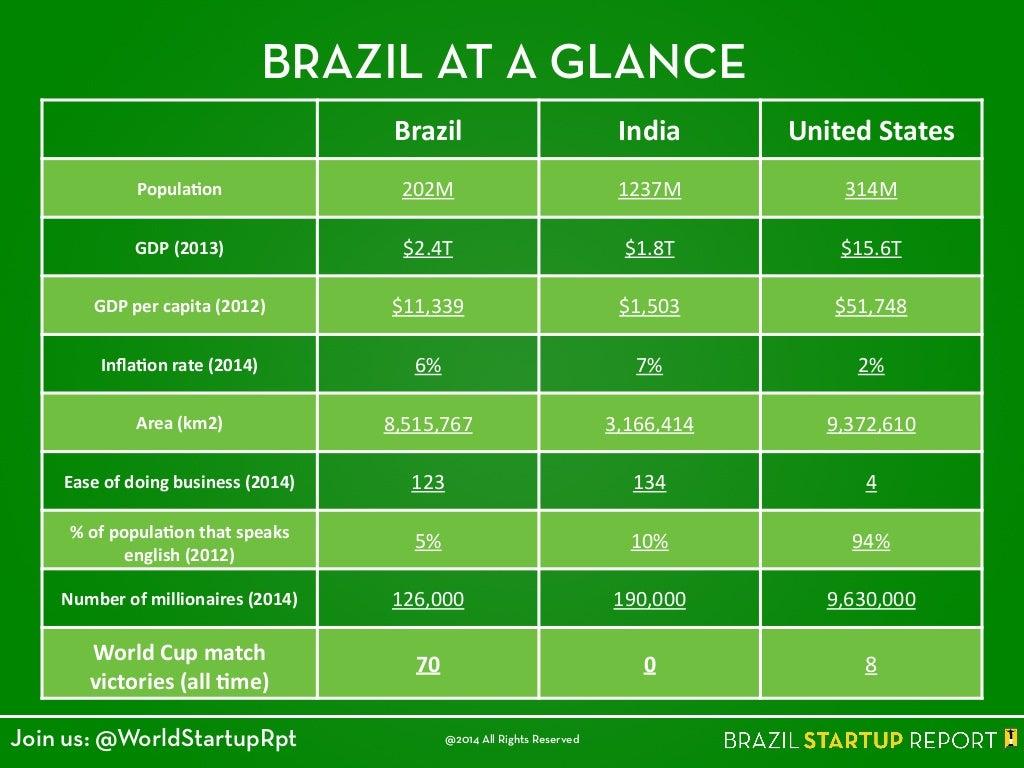 BRAZIL AT A GLANCE
Brazil India United States
Population 202M 1237M 314M
GDP (2013) $2.4T $1.8T $15.6T
GDP per capita (2012) $11,339 $1,503 $51,748
Inflation rate (2014) 6% 7% 2%
Area (km2) 8,515,767 3,166,414 9,372,610
Ease of doing business (2014) 123 134 4
% of population that speaks
english (2012) 5% 10% 94%
Number of millionaires (2014) 126,000 190,000 9,630,000
World Cup match
victories (all time) 70 0 8
Join us: @WorldStartupRpt @2014 All Rights Reserved BRAZIL STARTUP REPORT